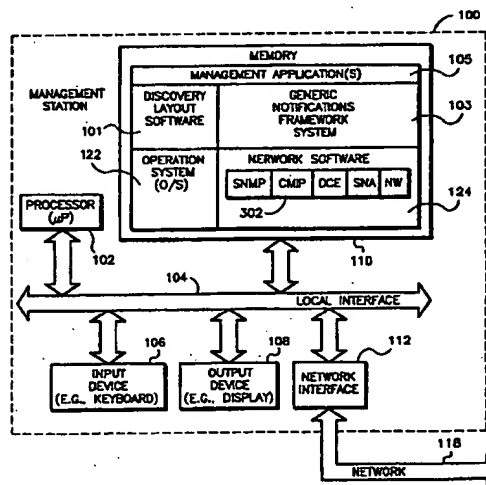 100
MEMORY
MANAGEMENT APPLICATION(S)
105
MANAGEMENT
STATION
DISCOVERY
LAYOUT
SOFTWARE
101
GENERIC
NOTIFICATIONS
FRAMEWORK
SYSTEM
103
122
OPERATION
SYSTEM
(O/S)
NERWORK SOFTWARE
SNMP CMIP DCE SNA NW
302
124
PROCESSOR
(μP)
102
110
104
LOCAL INTERFACE
106
INPUT
DEVICE
(E.G., KEYBOARD)
108
OUTPUT
DEVICE
(E.G., DISPLAY)
112
NETWORK
INTERFACE
118
NETWORK